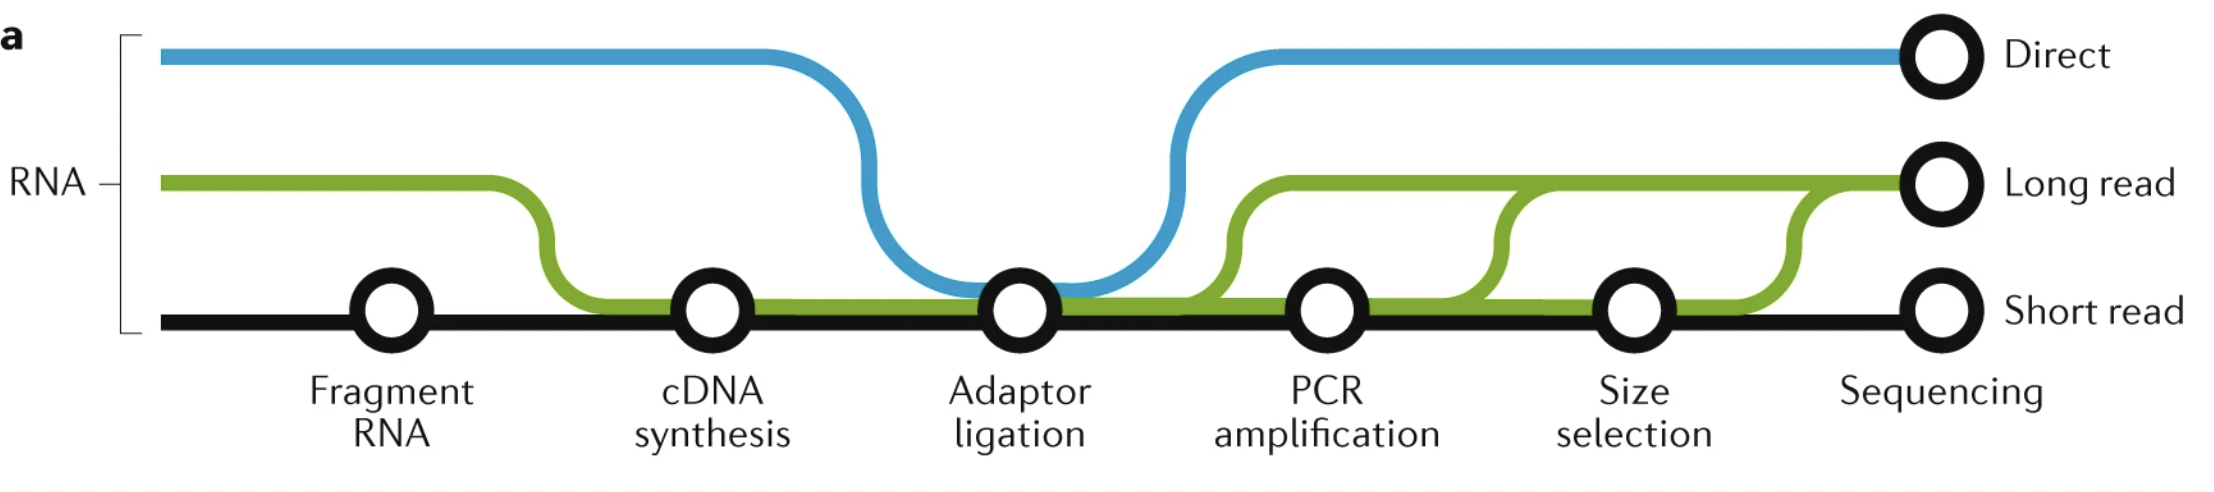 a
Direct
RNA
Long read
Short read
Fragment
RNA
cDNA
synthesis
Adaptor
ligation
PCR
amplification
Size
selection
Sequencing